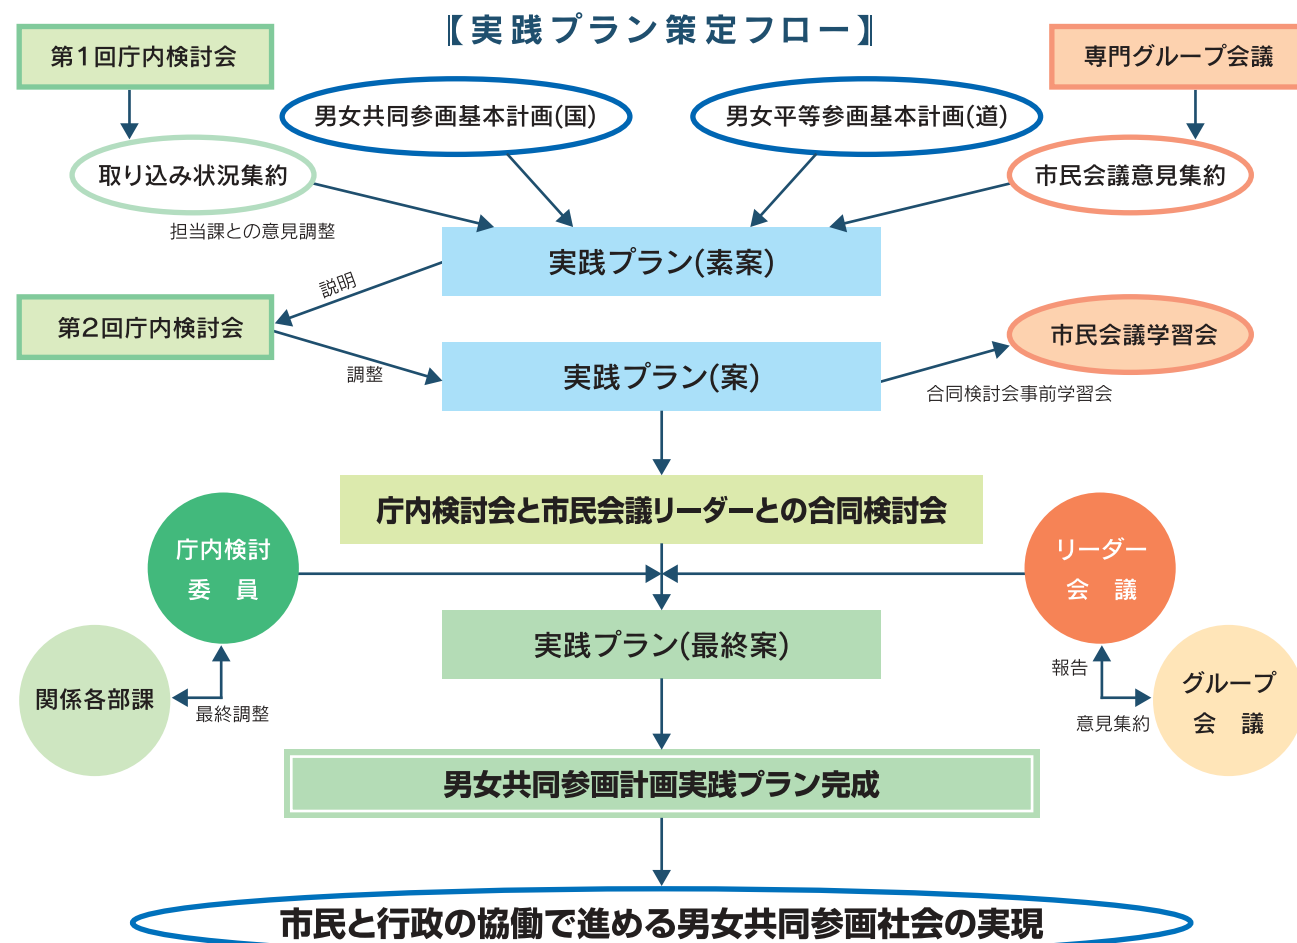 【実践プラン策定フロー】
第1回庁内検討会
専門グループ会議
男女共同参画基本計画(国)
男女平等参画基本計画(道)
取り込み状況集約
市民会議意見集約
担当課との意見調整
実践プラン(素案)
説明
第2回庁内検討会
市民会議学習会
調整
実践プラン(案)
合同検討会事前学習会
庁内検討会と市民会議リーダーとの合同検討会
庁内検討
委　員
リーダー
会　議
実践プラン(最終案)
関係各部課
最終調整
報告
意見集約
グループ
会　議
男女共同参画計画実践プラン完成
市民と行政の協働で進める男女共同参画社会の実現